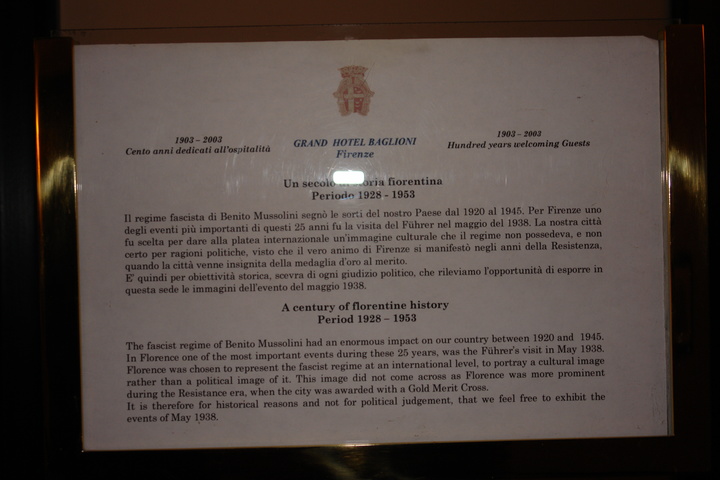 1903 – 2003
Cento anni dedicati all'ospitalità
GRAND HOTEL BAGLIONI
Firenze
1903 – 2003
Hundred years welcoming Guests
Un secolo di storia fiorentina
Periodo 1928 - 1953
Il regime fascista di Benito Mussolini segnò le sorti del nostro Paese dal 1920 al 1945. Per Firenze uno
degli eventi più importanti di questi 25 anni fu la visita del Führer nel maggio del 1938. La nostra città
fu scelta per dare alla platea internazionale un'immagine culturale che il regime non possedeva, e non
certo per ragioni politiche, visto che il vero animo di Firenze si manifestò negli anni della Resistenza,
quando la città venne insignita della medaglia d'oro al merito.
E' quindi per obiettività storica, scevra di ogni giudizio politico, che rileviamo l'opportunità di esporre in
questa sede le immagini dell'evento del maggio 1938.
A century of florentine history
Period 1928 – 1953
The fascist regime of Benito Mussolini had an enormous impact on our country between 1920 and 1945.
In Florence one of the most important events during these 25 years, was the Führer's visit in May 1938.
Florence was chosen to represent the fascist regime at an international level, to portray a cultural image
rather than a political image of it. This image did not come across as Florence was more prominent
during the Resistance era, when the city was awarded with a Gold Merit Cross.
It is therefore for historical reasons and not for political judgement, that we feel free to exhibit the
events of May 1938.